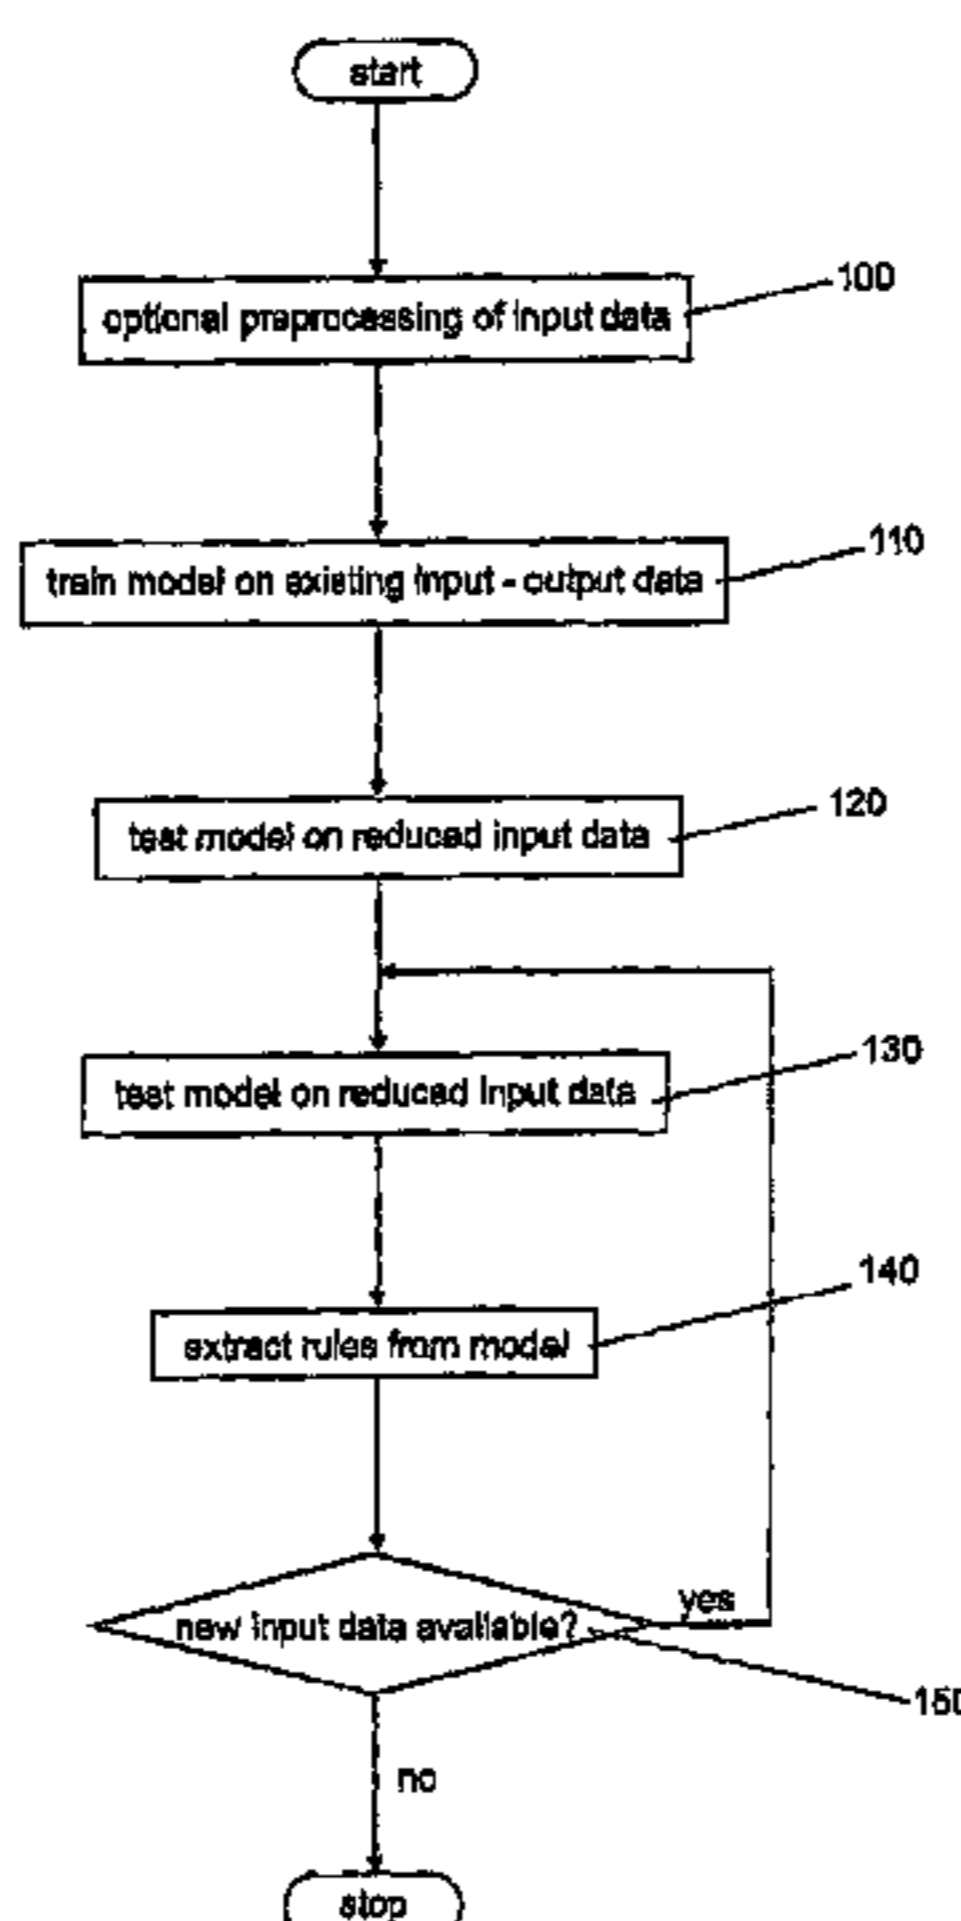 start
optional preprocessing of input data
100
train model on existing input - output data
110
test model on reduced input data
120
test model on reduced input data
130
extract rules from model
140
new input data available?
yes
150
no
stop